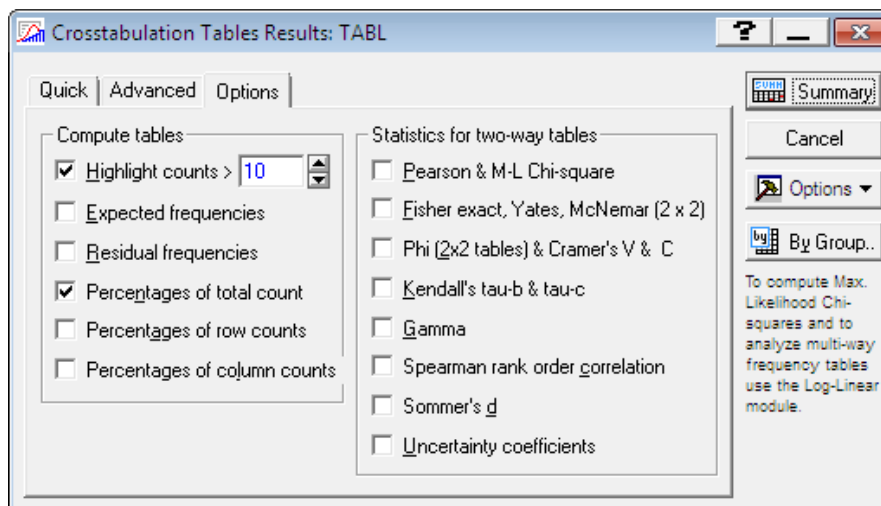 Crosstabulation Tables Results: TABL
?
Quick Advanced Options
Compute tables
Highlight counts > 10
Expected frequencies
Residual frequencies
Percentages of total count
Percentages of row counts
Percentages of column counts
Statistics for two-way tables
Pearson & M-L Chi-square
Fisher exact, Yates, McNemar (2 x 2)
Phi (2x2 tables) & Cramer's V & C
Kendall's tau-b & tau-c
Gamma
Spearman rank order correlation
Sommer's d
Uncertainty coefficients
SUMM Summary
Cancel
Options
by By Group..
To compute Max.
Likelihood Chi-
squares and to
analyze multi-way
frequency tables
use the Log-Linear
module.